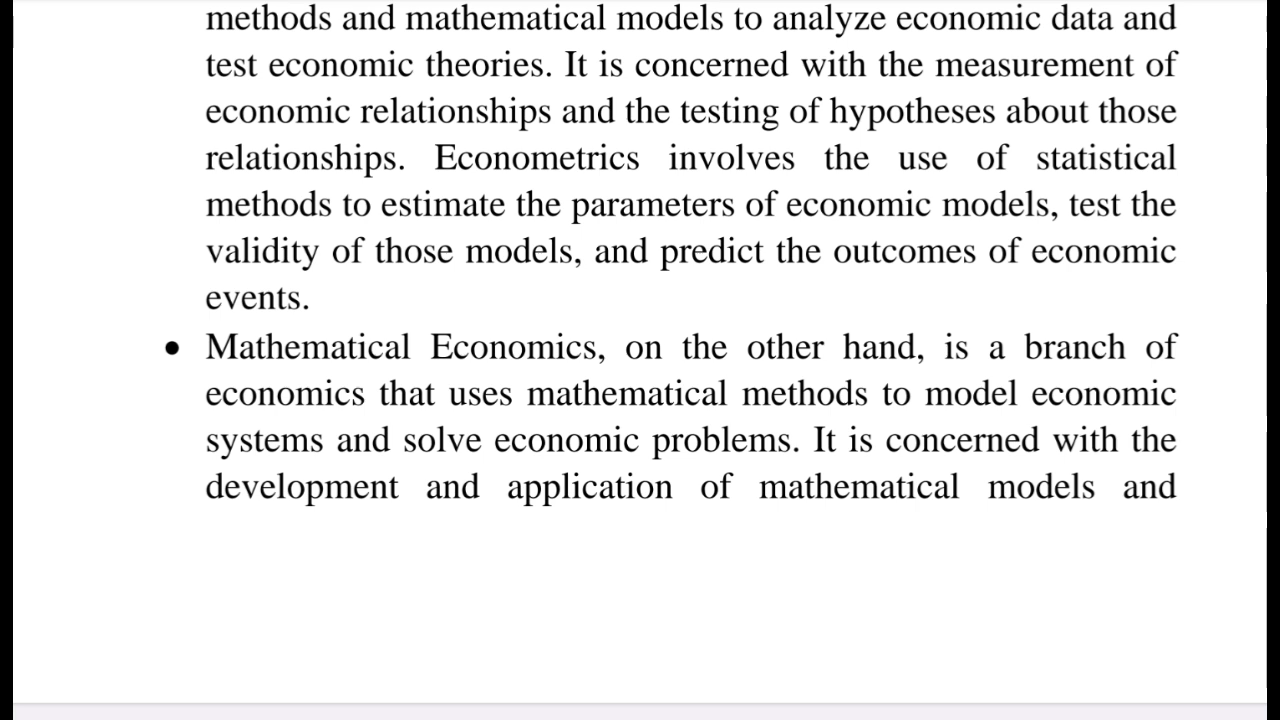 methods and mathematical models to analyze economic data and
test economic theories. It is concerned with the measurement of
economic relationships and the testing of hypotheses about those
relationships. Econometrics involves the use of statistical
methods to estimate the parameters of economic models, test the
validity of those models, and predict the outcomes of economic
events.
• Mathematical Economics, on the other hand, is a branch of
economics that uses mathematical methods to model economic
systems and solve economic problems. It is concerned with the
development and application of mathematical models and